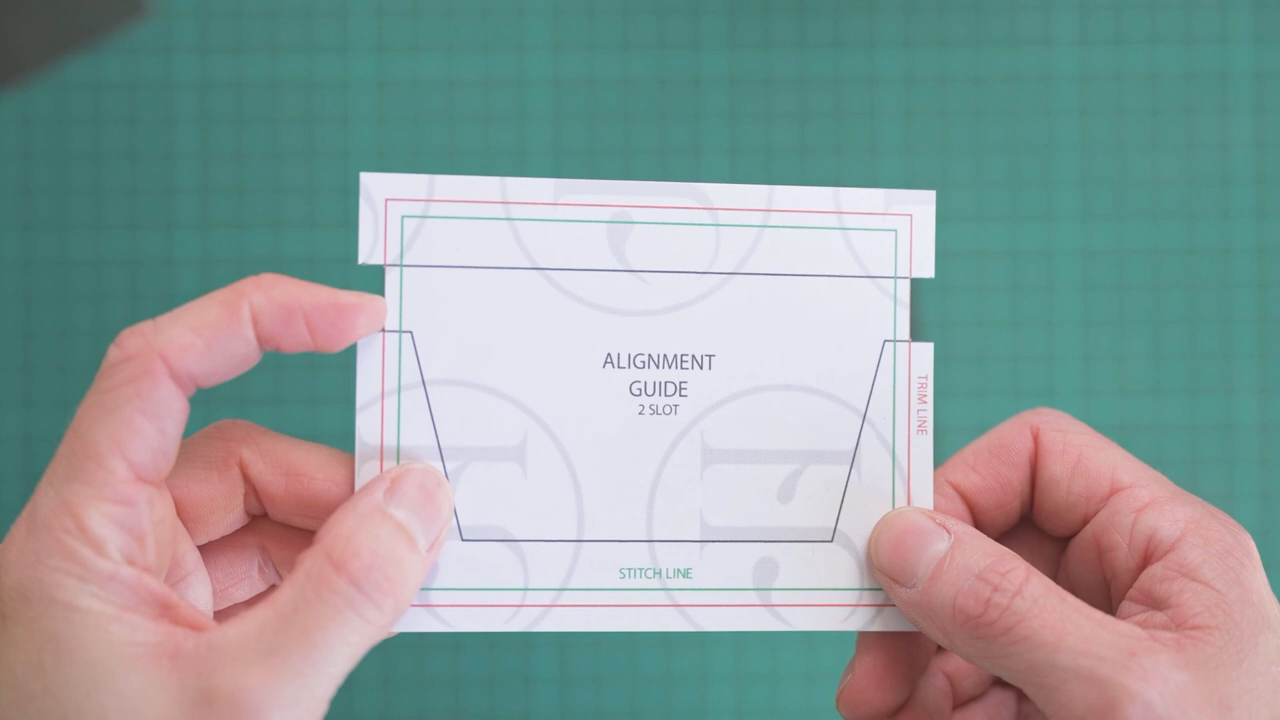 ALIGNMENT
GUIDE
2 SLOT
TRIM LINE
STITCH LINE